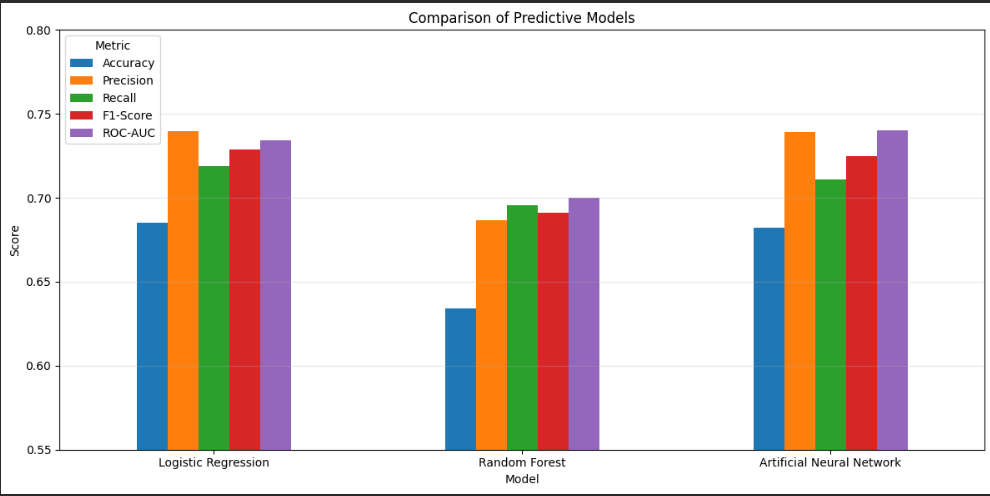 Comparison of Predictive Models
0.80
0.75
0.70
0.65
0.60
0.55
Score
Metric
Accuracy
Precision
Recall
F1-Score
ROC-AUC
Logistic Regression
Random Forest
Artificial Neural Network
Model